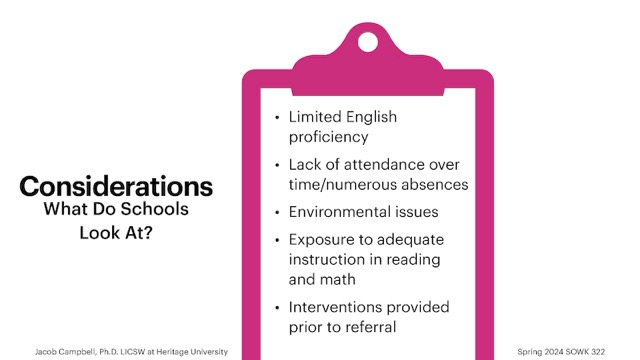 Considerations
What Do Schools
Look At?
• Limited English
proficiency
• Lack of attendance over
time/numerous absences
• Environmental issues
• Exposure to adequate
instruction in reading
and math
• Interventions provided
prior to referral
Jacob Campbell, Ph.D. LICSW at Heritage University
Spring 2024 SOWK 322